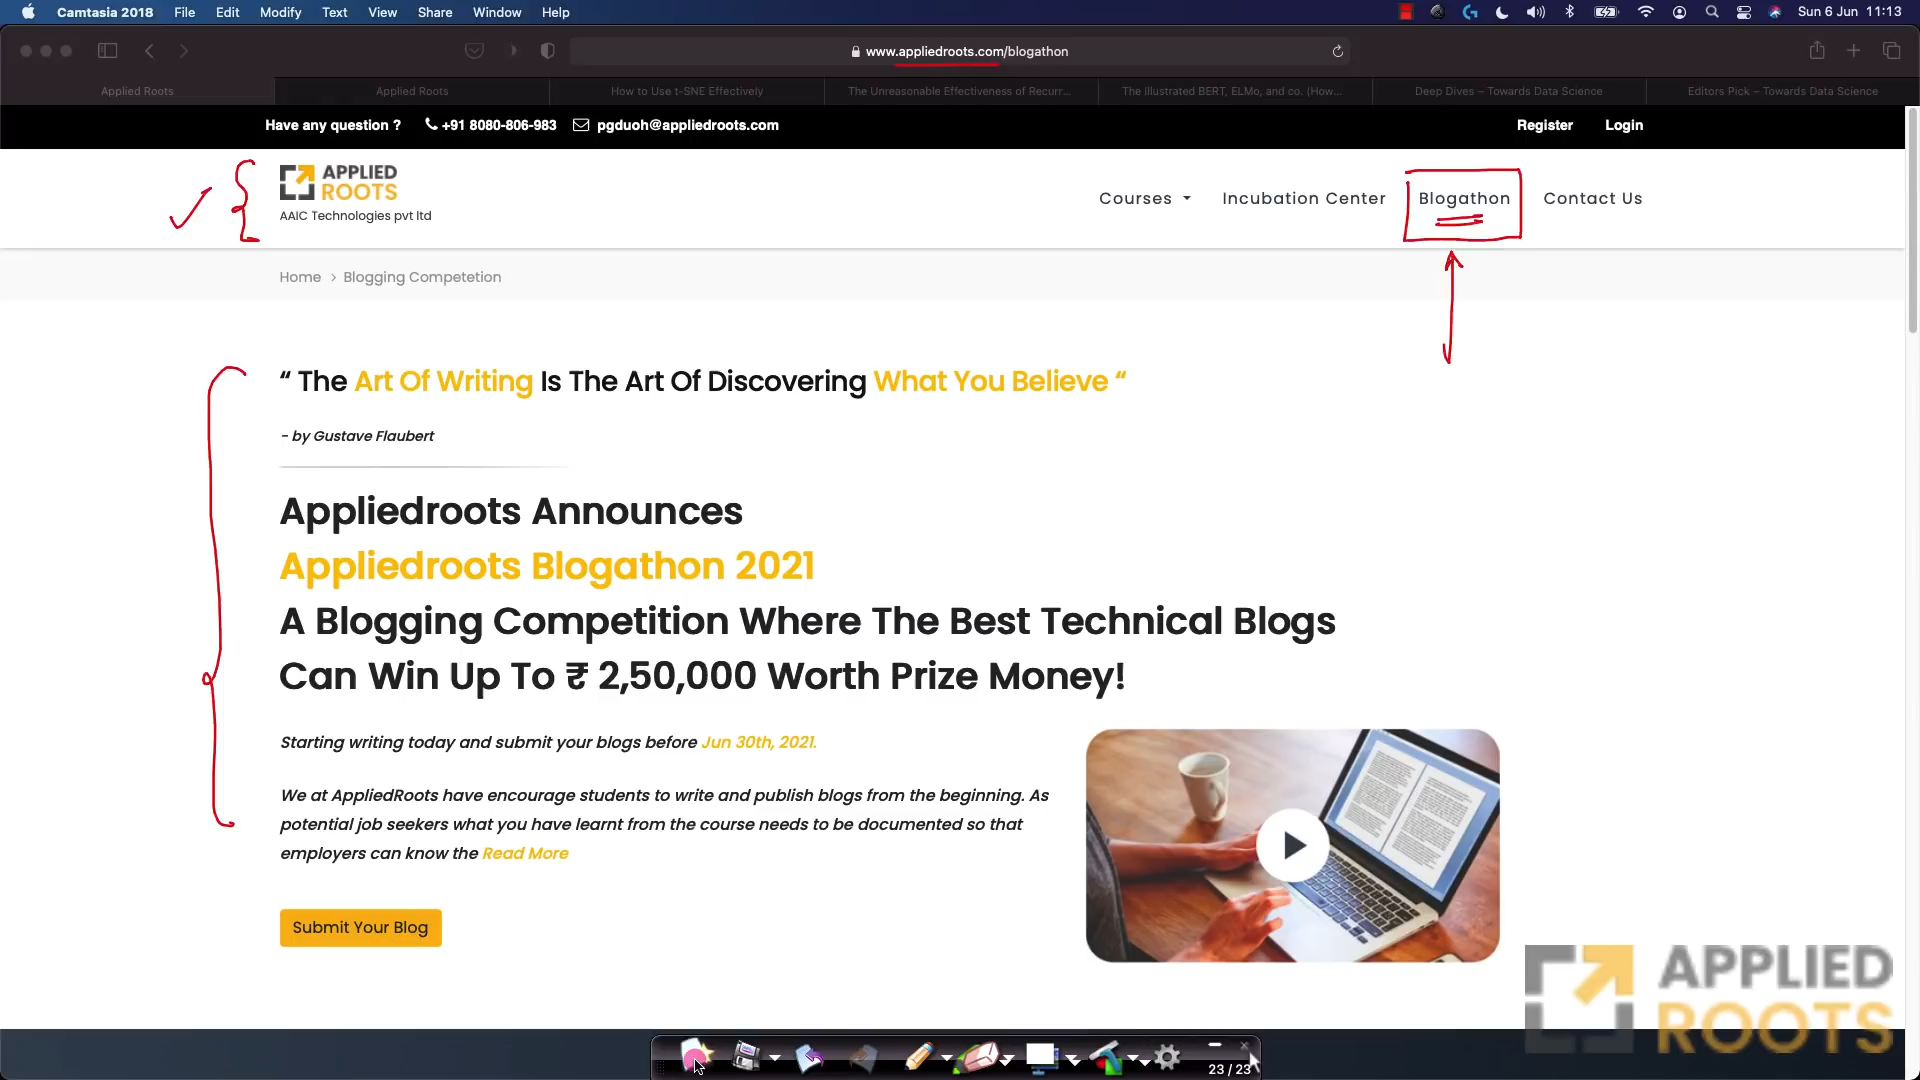 Camtasia 2018 File Edit Modify Text View Share Window Help Sun 6 Jun 11:13
www.appliedroots.com/blogathon
Applied Roots Applied Roots How to Use t-SNE Effectively The Unreasonable Effectiveness of Recurr... The Illustrated BERT, ELMo, and co. (How... Deep Dives – Towards Data Science Editors Pick – Towards Data Science
Have any question ? +91 8080-806-983 pgduoh@appliedroots.com Register Login
APPLIED
ROOTS
AAIC Technologies pvt ltd
Courses Incubation Center Blogathon Contact Us
Home > Blogging Competetion
“ The Art Of Writing Is The Art Of Discovering What You Believe “
- by Gustave Flaubert
Appliedroots Announces
Appliedroots Blogathon 2021
A Blogging Competition Where The Best Technical Blogs
Can Win Up To ₹ 2,50,000 Worth Prize Money!
Starting writing today and submit your blogs before Jun 30th, 2021.
We at AppliedRoots have encourage students to write and publish blogs from the beginning. As
potential job seekers what you have learnt from the course needs to be documented so that
employers can know the Read More
Submit Your Blog
APPLIED
ROOTS
23 / 23